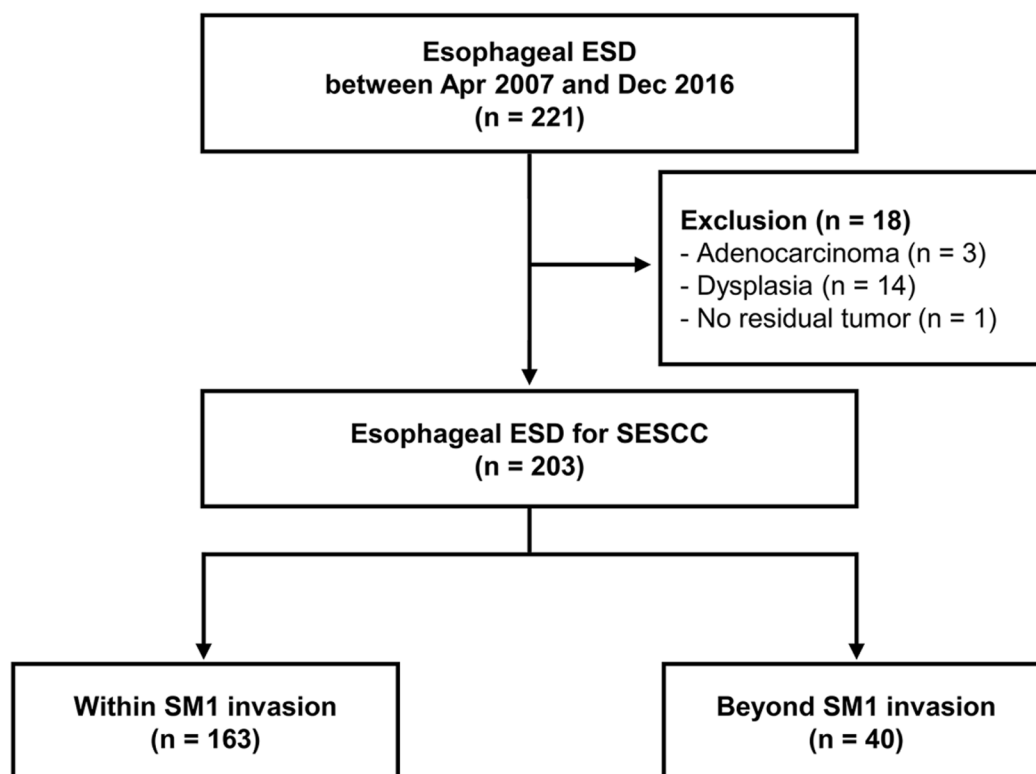 Esophageal ESD
between Apr 2007 and Dec 2016
(n = 221)
Exclusion (n = 18)
- Adenocarcinoma (n = 3)
- Dysplasia (n = 14)
- No residual tumor (n = 1)
Esophageal ESD for SESCC
(n = 203)
Within SM1 invasion
(n = 163)
Beyond SM1 invasion
(n = 40)